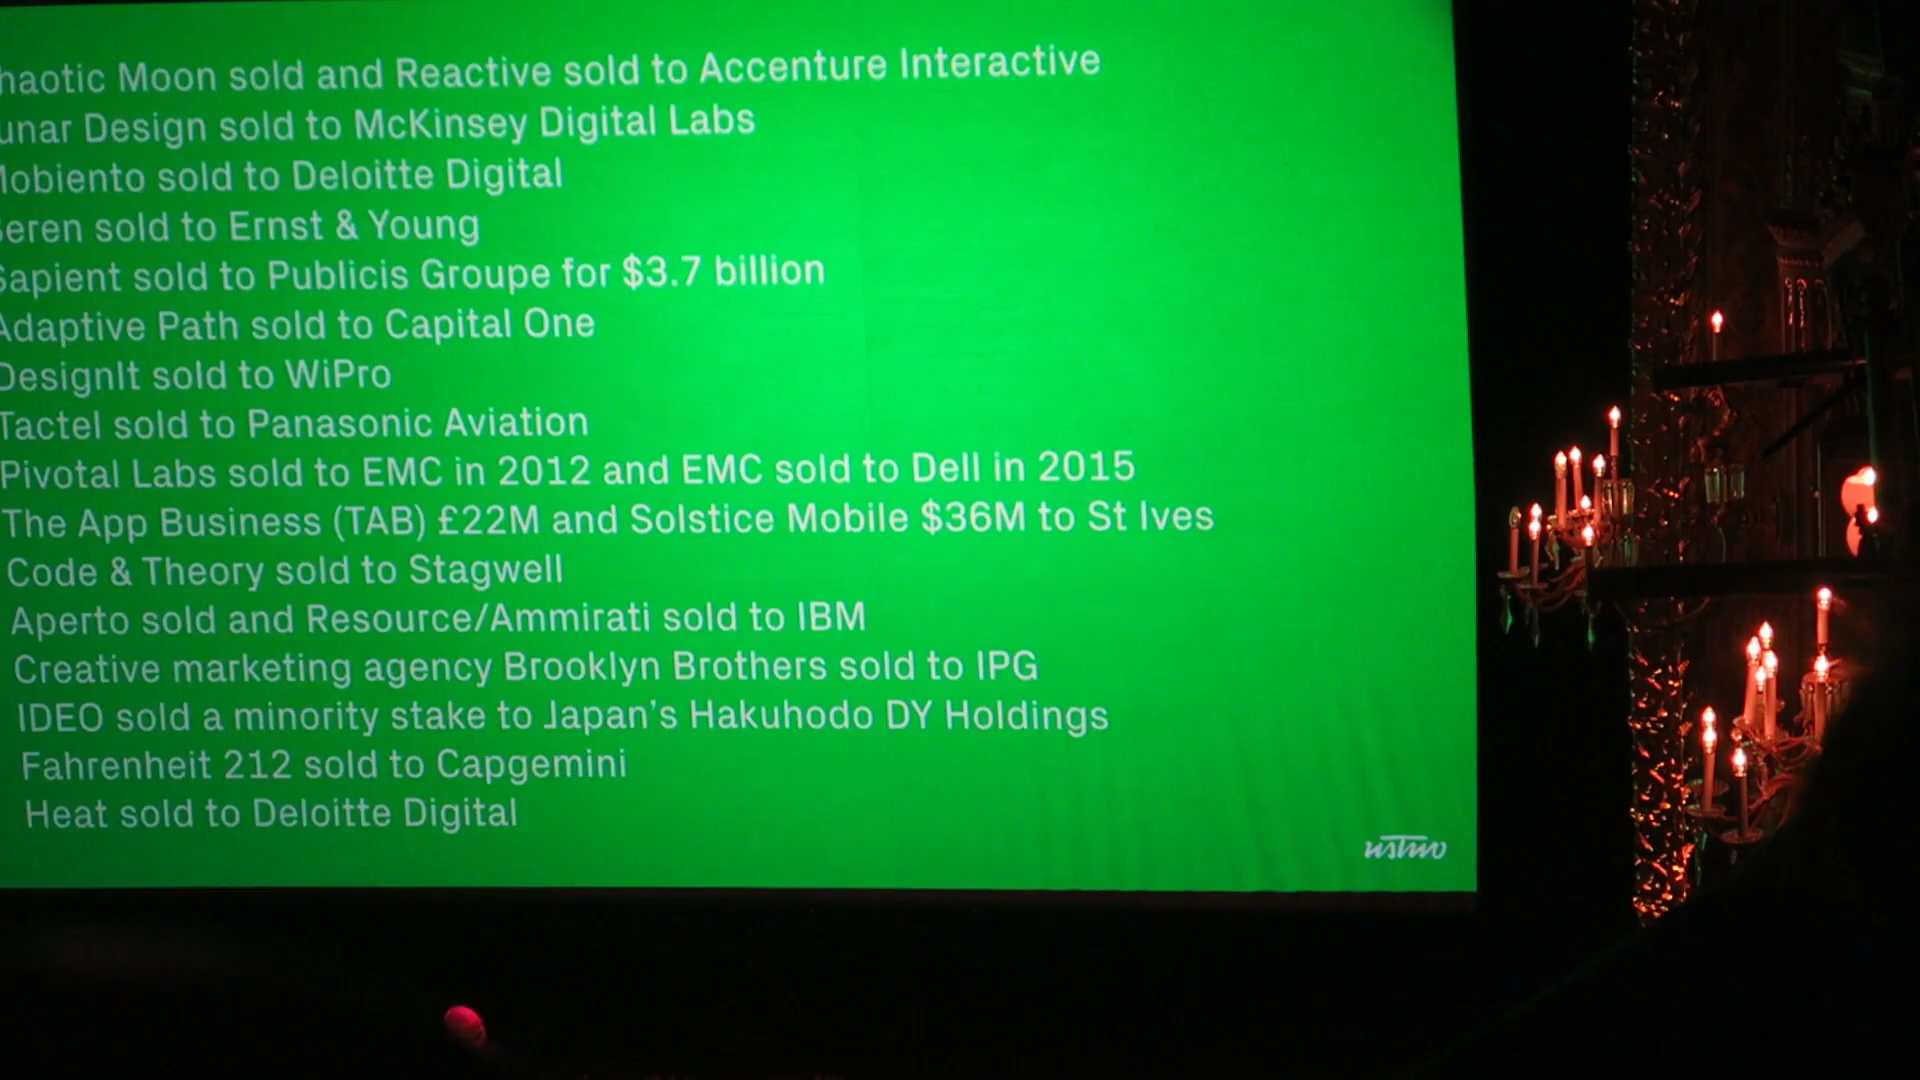 haotic Moon sold and Reactive sold to Accenture Interactive
unar Design sold to McKinsey Digital Labs
Mobiento sold to Deloitte Digital
Seren sold to Ernst & Young
Sapient sold to Publicis Groupe for $3.7 billion
Adaptive Path sold to Capital One
DesignIt sold to WiPro
Tactel sold to Panasonic Aviation
Pivotal Labs sold to EMC in 2012 and EMC sold to Dell in 2015
The App Business (TAB) £22M and Solstice Mobile $36M to St Ives
Code & Theory sold to Stagwell
Aperto sold and Resource/Ammirati sold to IBM
Creative marketing agency Brooklyn Brothers sold to IPG
IDEO sold a minority stake to Japan's Hakuhodo DY Holdings
Fahrenheit 212 sold to Capgemini
Heat sold to Deloitte Digital
ustwo